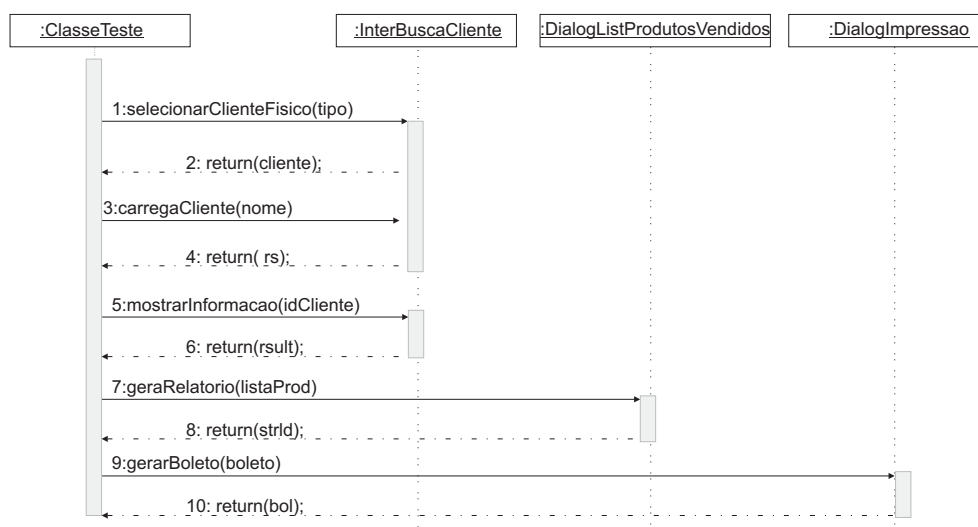 :ClasseTeste
:InterBuscaCliente
:DialogListProdutosVendidos
:DialogImpressao
1:selecionarClienteFisico(tipo)
2: return(cliente);
3:carregaCliente(nome)
4: return( rs);
5:mostrarInformacao(idCliente)
6: return(rsult);
7:geraRelatorio(listaProd)
8: return(strId);
9:gerarBoleto(boleto)
10: return(bol);